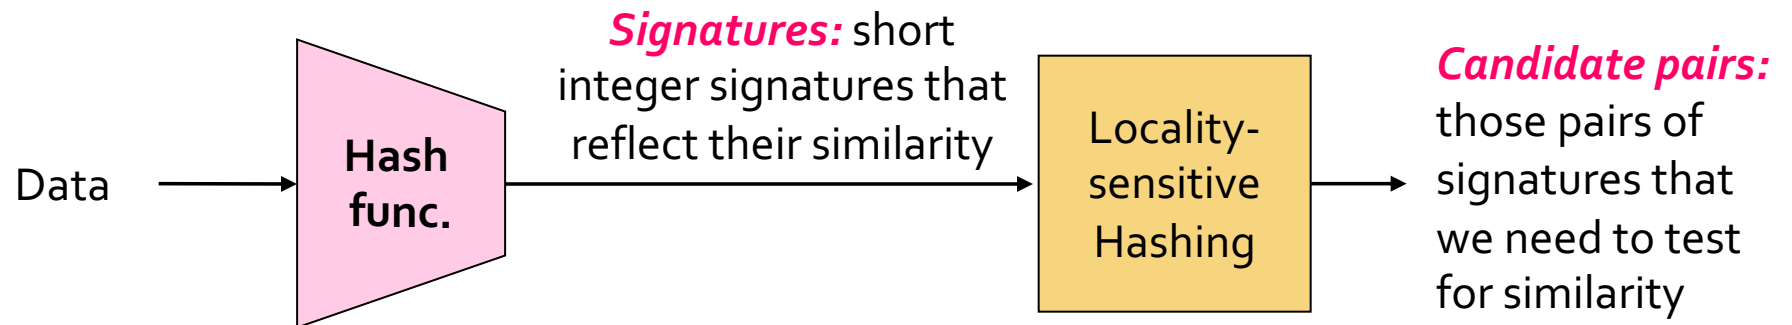 Data
Hash
func.
Signatures: short
integer signatures that
reflect their similarity
Locality-
sensitive
Hashing
Candidate pairs:
those pairs of
signatures that
we need to test
for similarity